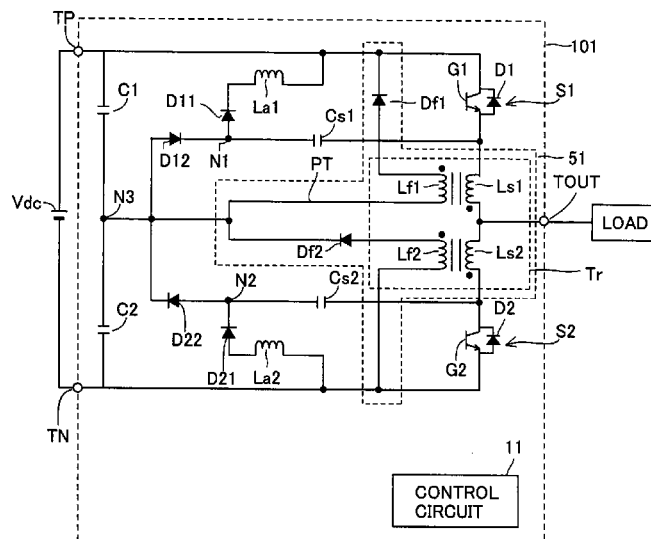 TP
101
G1
D1
C1
D11
La1
Df1
S1
Cs1
D12
N1
51
PT
TOUT
Lf1
Ls1
Vdc
N3
LOAD
Lf2
Ls2
Df2
Tr
N2
Cs2
C2
D2
D22
S2
G2
D21
La2
TN
11
CONTROL
CIRCUIT